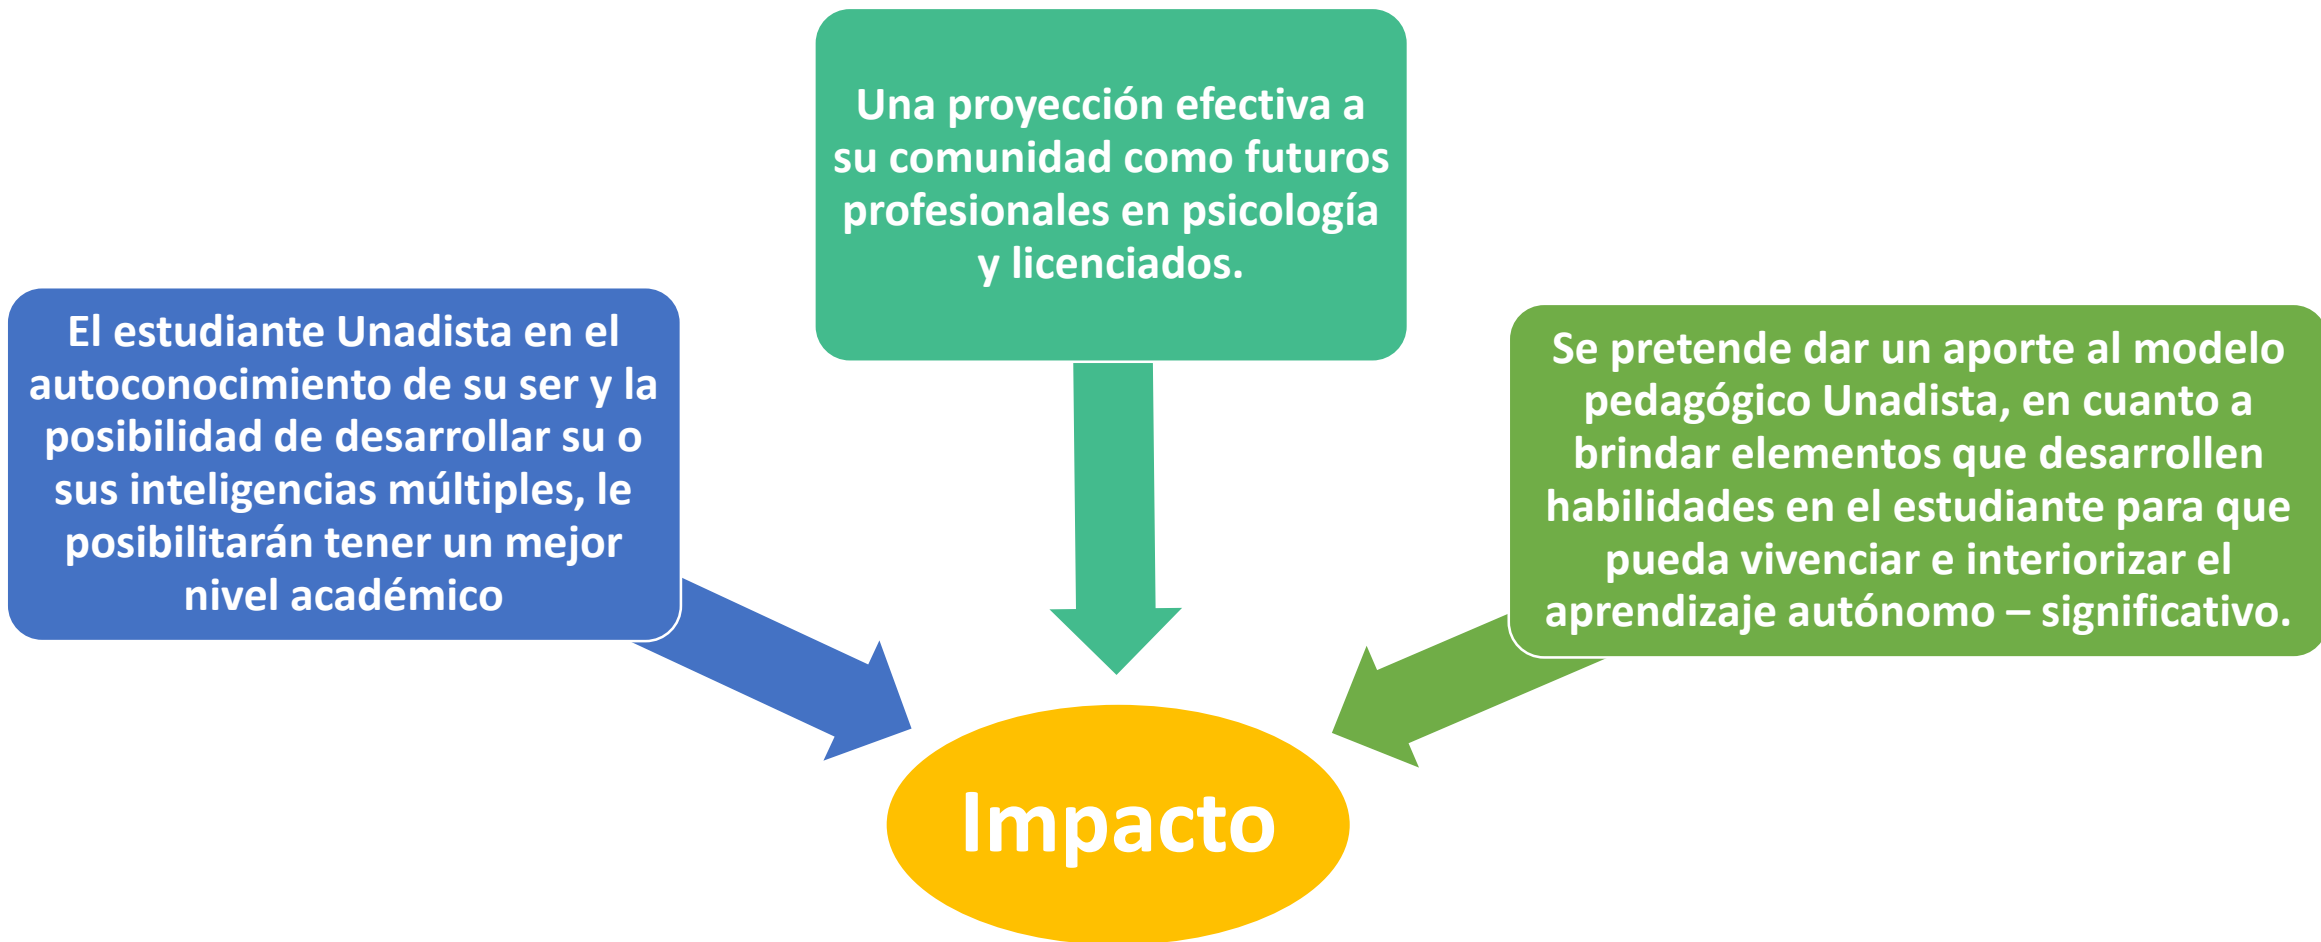 Una proyección efectiva a
su comunidad como futuros
profesionales en psicología
y licenciados.
El estudiante Unadista en el
autoconocimiento de su ser y la
posibilidad de desarrollar su o
sus inteligencias múltiples, le
posibilitarán tener un mejor
nivel académico
Se pretende dar un aporte al modelo
pedagógico Unadista, en cuanto a
brindar elementos que desarrollen
habilidades en el estudiante para que
pueda vivenciar e interiorizar el
aprendizaje autónomo – significativo.
Impacto